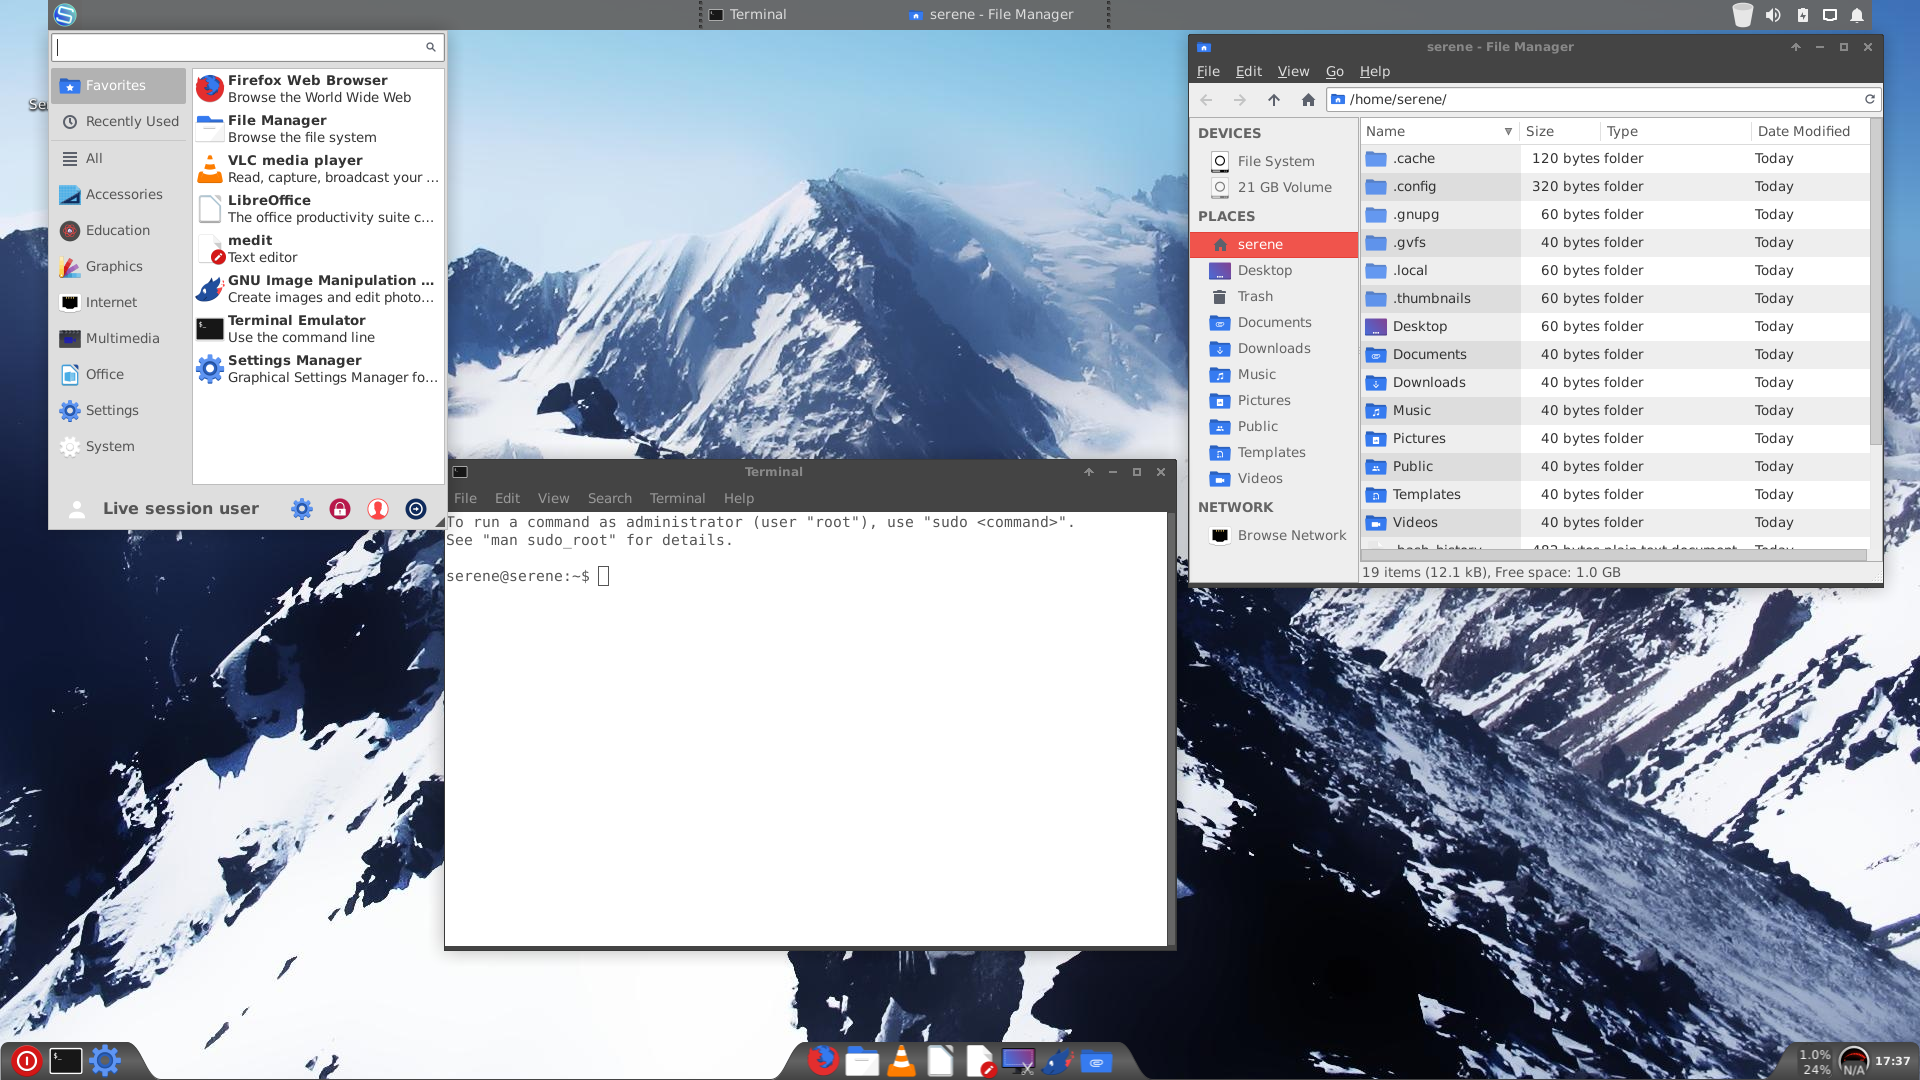 Terminal
serene - File Manager
Favorites
Recently Used
All
Accessories
Education
Graphics
Internet
Multimedia
Office
Settings
System
Firefox Web Browser
Browse the World Wide Web
File Manager
Browse the file system
VLC media player
Read, capture, broadcast your ...
LibreOffice
The office productivity suite c...
medit
Text editor
GNU Image Manipulation ...
Create images and edit photo...
Terminal Emulator
Use the command line
Settings Manager
Graphical Settings Manager fo...
Live session user
Terminal
File Edit View Search Terminal Help
To run a command as administrator (user "root"), use "sudo <command>".
See "man sudo_root" for details.
serene@serene:~$
serene - File Manager
File Edit View Go Help
/home/serene/
DEVICES
File System
21 GB Volume
PLACES
serene
Desktop
Trash
Documents
Downloads
Music
Pictures
Public
Templates
Videos
NETWORK
Browse Network
Name Size Type Date Modified
.cache 120 bytes folder Today
.config 320 bytes folder Today
.gnupg 60 bytes folder Today
.gvfs 40 bytes folder Today
.local 60 bytes folder Today
.thumbnails 60 bytes folder Today
Desktop 60 bytes folder Today
Documents 40 bytes folder Today
Downloads 40 bytes folder Today
Music 40 bytes folder Today
Pictures 40 bytes folder Today
Public 40 bytes folder Today
Templates 40 bytes folder Today
Videos 40 bytes folder Today
.bash_history 482 bytes plain text document Today
19 items (12.1 kB), Free space: 1.0 GB
1.0%
24%
N/A
17:37